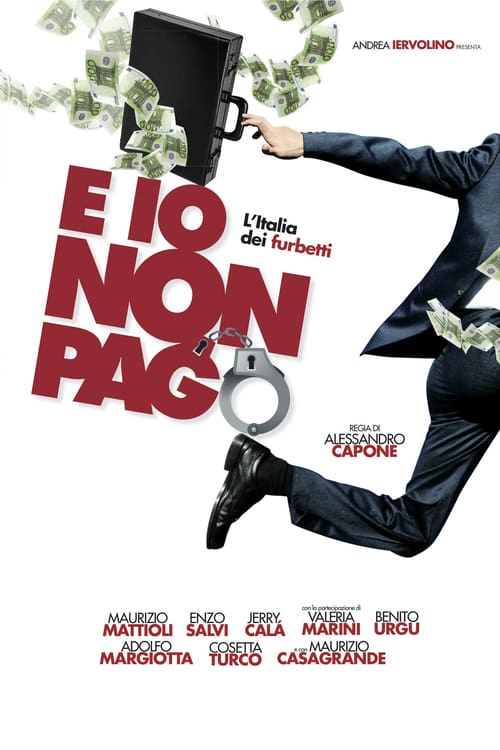 ANDREA IERVOLINO PRESENTA
E IO
NON
PAGO
L'Italia
dei furbetti
REGIA DI
ALESSANDRO
CAPONE
MAURIZIO
MATTIOLI
ENZO
SALVI
JERRY
CALÀ
con la partecipazione di
VALERIA
MARINI
BENITO
URGU
ADOLFO
MARGIOTTA
COSETTA
TURCO
e con MAURIZIO
CASAGRANDE